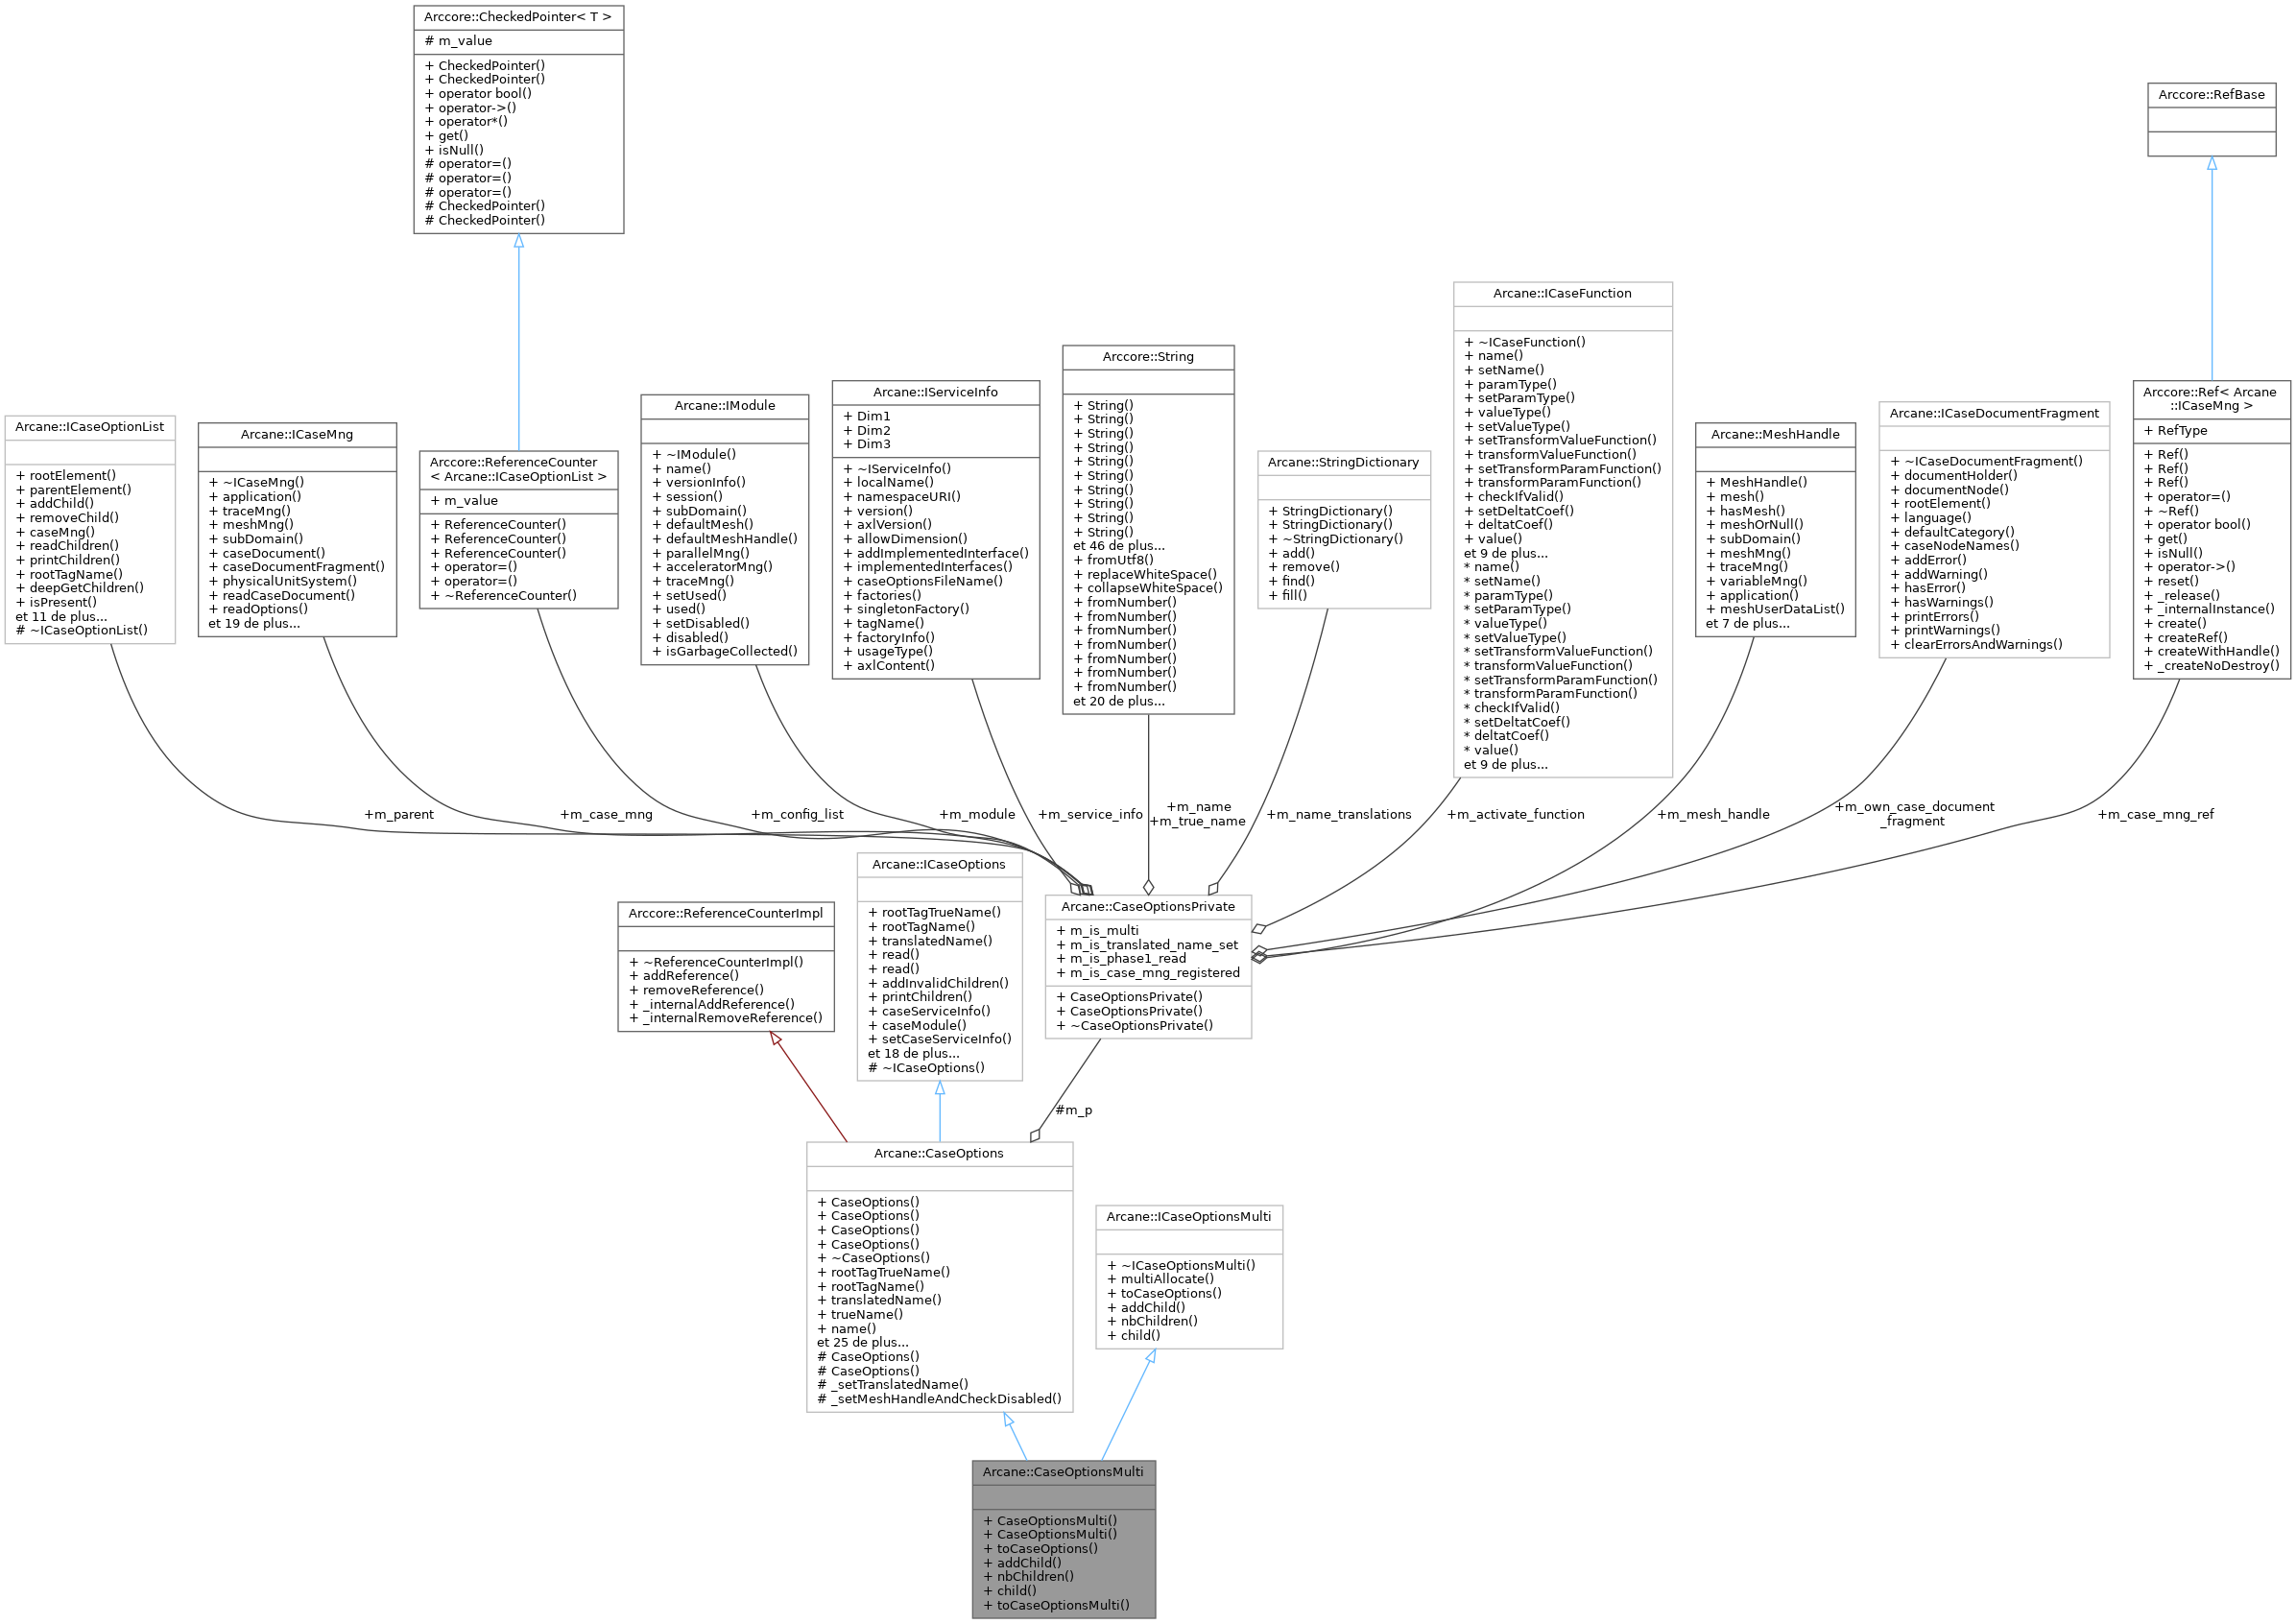 Arccore::CheckedPointer< T >
# m_value
+ CheckedPointer()
+ CheckedPointer()
+ operator bool()
+ operator->()
+ operator*()
+ get()
+ isNull()
# operator=()
# operator=()
# operator=()
# CheckedPointer()
# CheckedPointer()
Arccore::RefBase
Arcane::ICaseOptionList
+ rootElement()
+ parentElement()
+ addChild()
+ removeChild()
+ caseMng()
+ readChildren()
+ printChildren()
+ rootTagName()
+ deepGetChildren()
+ isPresent()
et 11 de plus...
# ~ICaseOptionList()
Arcane::ICaseMng
+ ~ICaseMng()
+ application()
+ traceMng()
+ meshMng()
+ subDomain()
+ caseDocument()
+ caseDocumentFragment()
+ physicalUnitSystem()
+ readCaseDocument()
+ readOptions()
et 19 de plus...
Arccore::ReferenceCounter
< Arcane::ICaseOptionList >
+ m_value
+ ReferenceCounter()
+ ReferenceCounter()
+ ReferenceCounter()
+ operator=()
+ operator=()
+ ~ReferenceCounter()
Arcane::IModule
+ ~IModule()
+ name()
+ versionInfo()
+ session()
+ subDomain()
+ defaultMesh()
+ defaultMeshHandle()
+ parallelMng()
+ acceleratorMng()
+ traceMng()
+ setUsed()
+ used()
+ setDisabled()
+ disabled()
+ isGarbageCollected()
Arcane::IServiceInfo
+ Dim1
+ Dim2
+ Dim3
+ ~IServiceInfo()
+ localName()
+ namespaceURI()
+ version()
+ axlVersion()
+ allowDimension()
+ addImplementedInterface()
+ implementedInterfaces()
+ caseOptionsFileName()
+ factories()
+ singletonFactory()
+ tagName()
+ factoryInfo()
+ usageType()
+ axlContent()
Arccore::String
+ String()
+ String()
+ String()
+ String()
+ String()
+ String()
+ String()
+ String()
+ String()
+ String()
et 46 de plus...
+ fromUtf8()
+ replaceWhiteSpace()
+ collapseWhiteSpace()
+ fromNumber()
+ fromNumber()
+ fromNumber()
+ fromNumber()
+ fromNumber()
+ fromNumber()
+ fromNumber()
et 20 de plus...
Arcane::StringDictionary
+ StringDictionary()
+ StringDictionary()
+ ~StringDictionary()
+ add()
+ remove()
+ find()
+ fill()
Arcane::ICaseFunction
+ ~ICaseFunction()
+ name()
+ setName()
+ paramType()
+ setParamType()
+ valueType()
+ setValueType()
+ setTransformValueFunction()
+ transformValueFunction()
+ setTransformParamFunction()
+ transformParamFunction()
+ checkIfValid()
+ setDeltatCoef()
+ deltatCoef()
+ value()
et 9 de plus...
* name()
* setName()
* paramType()
* setParamType()
* valueType()
* setValueType()
* setTransformValueFunction()
* transformValueFunction()
* setTransformParamFunction()
* transformParamFunction()
* checkIfValid()
* setDeltatCoef()
* deltatCoef()
* value()
et 9 de plus...
Arcane::MeshHandle
+ MeshHandle()
+ mesh()
+ hasMesh()
+ meshOrNull()
+ subDomain()
+ meshMng()
+ traceMng()
+ variableMng()
+ application()
+ meshUserDataList()
et 7 de plus...
Arcane::ICaseDocumentFragment
+ ~ICaseDocumentFragment()
+ documentHolder()
+ documentNode()
+ rootElement()
+ language()
+ defaultCategory()
+ caseNodeNames()
+ addError()
+ addWarning()
+ hasError()
+ hasWarnings()
+ printErrors()
+ printWarnings()
+ clearErrorsAndWarnings()
Arccore::Ref< Arcane
::ICaseMng >
+ RefType
+ Ref()
+ Ref()
+ Ref()
+ operator=()
+ ~Ref()
+ operator bool()
+ get()
+ isNull()
+ operator->()
+ reset()
+ _release()
+ _internalInstance()
+ create()
+ createRef()
+ createWithHandle()
+ _createNoDestroy()
+m_parent
+m_case_mng
+m_config_list
+m_module
+m_service_info
+m_name
+m_true_name
+m_name_translations
+m_activate_function
+m_mesh_handle
+m_own_case_document
_fragment
+m_case_mng_ref
Arccore::ReferenceCounterImpl
+ ~ReferenceCounterImpl()
+ addReference()
+ removeReference()
+ _internalAddReference()
+ _internalRemoveReference()
Arcane::ICaseOptions
+ rootTagTrueName()
+ rootTagName()
+ translatedName()
+ read()
+ read()
+ addInvalidChildren()
+ printChildren()
+ caseServiceInfo()
+ caseModule()
+ setCaseServiceInfo()
et 18 de plus...
# ~ICaseOptions()
Arcane::CaseOptionsPrivate
+ m_is_multi
+ m_is_translated_name_set
+ m_is_phase1_read
+ m_is_case_mng_registered
+ CaseOptionsPrivate()
+ CaseOptionsPrivate()
+ ~CaseOptionsPrivate()
#m_p
Arcane::CaseOptions
+ CaseOptions()
+ CaseOptions()
+ CaseOptions()
+ CaseOptions()
+ ~CaseOptions()
+ rootTagTrueName()
+ rootTagName()
+ translatedName()
+ trueName()
+ name()
et 25 de plus...
# CaseOptions()
# CaseOptions()
# _setTranslatedName()
# _setMeshHandleAndCheckDisabled()
Arcane::ICaseOptionsMulti
+ ~ICaseOptionsMulti()
+ multiAllocate()
+ toCaseOptions()
+ addChild()
+ nbChildren()
+ child()
Arcane::CaseOptionsMulti
+ CaseOptionsMulti()
+ CaseOptionsMulti()
+ toCaseOptions()
+ addChild()
+ nbChildren()
+ child()
+ toCaseOptionsMulti()